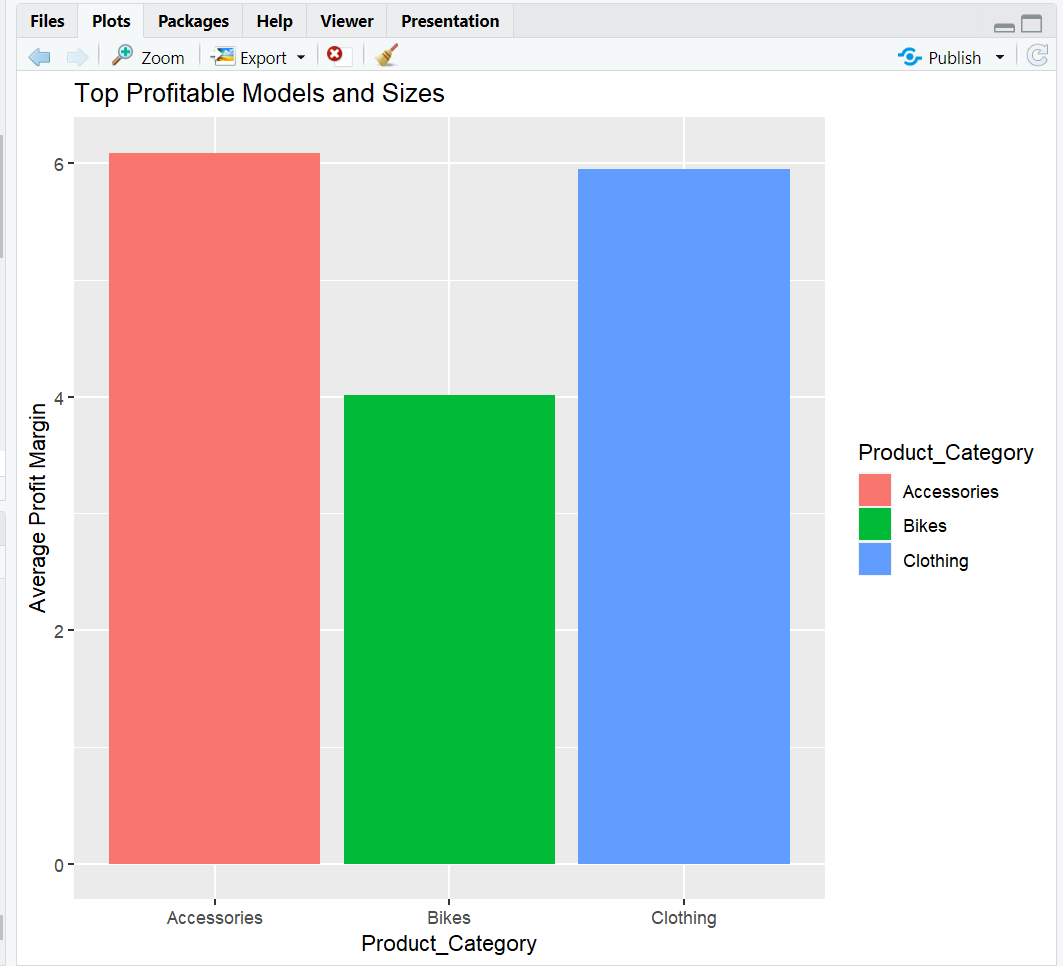 Files Plots Packages Help Viewer Presentation
Zoom Export Publish
Top Profitable Models and Sizes
6
4
2
0
Average Profit Margin
Accessories Bikes Clothing
Product_Category
Product_Category
Accessories
Bikes
Clothing